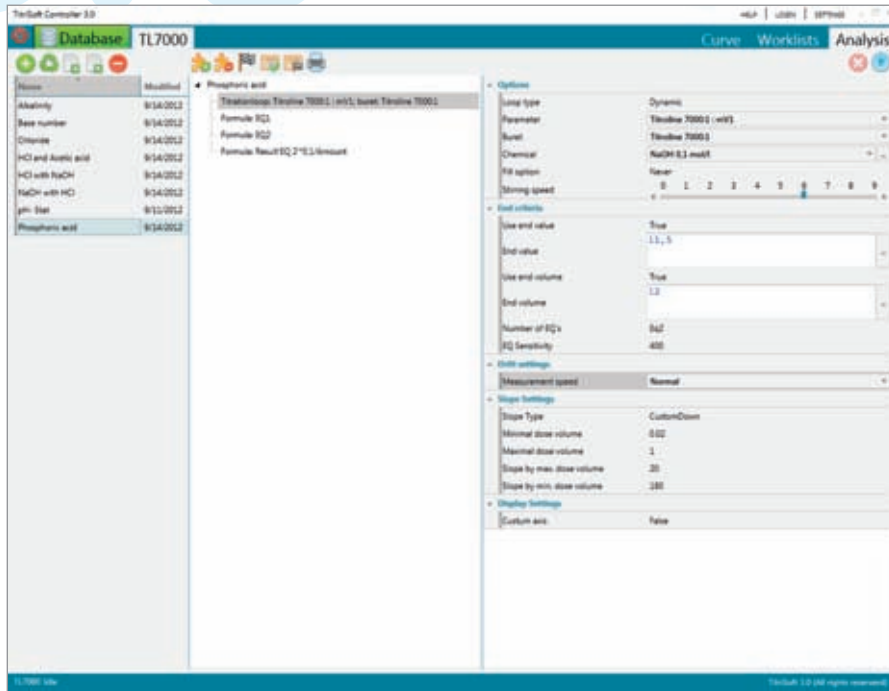 TitriSoft Controller 3.0
HELP | LOGIN | SETTINGS
Database TL7000 Curve Worklists Analysis
Name Modified
Alkalinity 9/14/2012
Base number 9/14/2012
Chloride 9/14/2012
HCl and Acetic acid 9/14/2012
HCl with NaOH 9/14/2012
NaOH with HCl 9/14/2012
pH- Stat 9/11/2012
Phosphoric acid 9/14/2012
Phosphoric acid
Titrationloop: Titroline 7000:1 : mV1; buret: Titroline 7000:1
Formula: EQ1
Formula: EQ2
Formula: Result EQ 2*0.1/Amount
Options
Loop type Dynamic
Parameter Titroline 7000:1 : mV1
Buret Titroline 7000:1
Chemical NaOH 0,1 mol/l
Fill option Never
Stirring speed 0 1 2 3 4 5 6 7 8 9
End criteria
Use end value True
End value 11,5
Use end volume True
End volume 12
Number of EQ's Eq2
EQ Sensitivity 400
Drift settings
Measurement speed Normal
Slope Settings
Slope Type CustomDown
Minimal dose volume 0.02
Maximal dose volume 1
Slope by max. dose volume 20
Slope by min. dose volume 180
Display Settings
Custum axis False
TL7000: Idle
TitriSoft 3.0 (All rights reserverd)